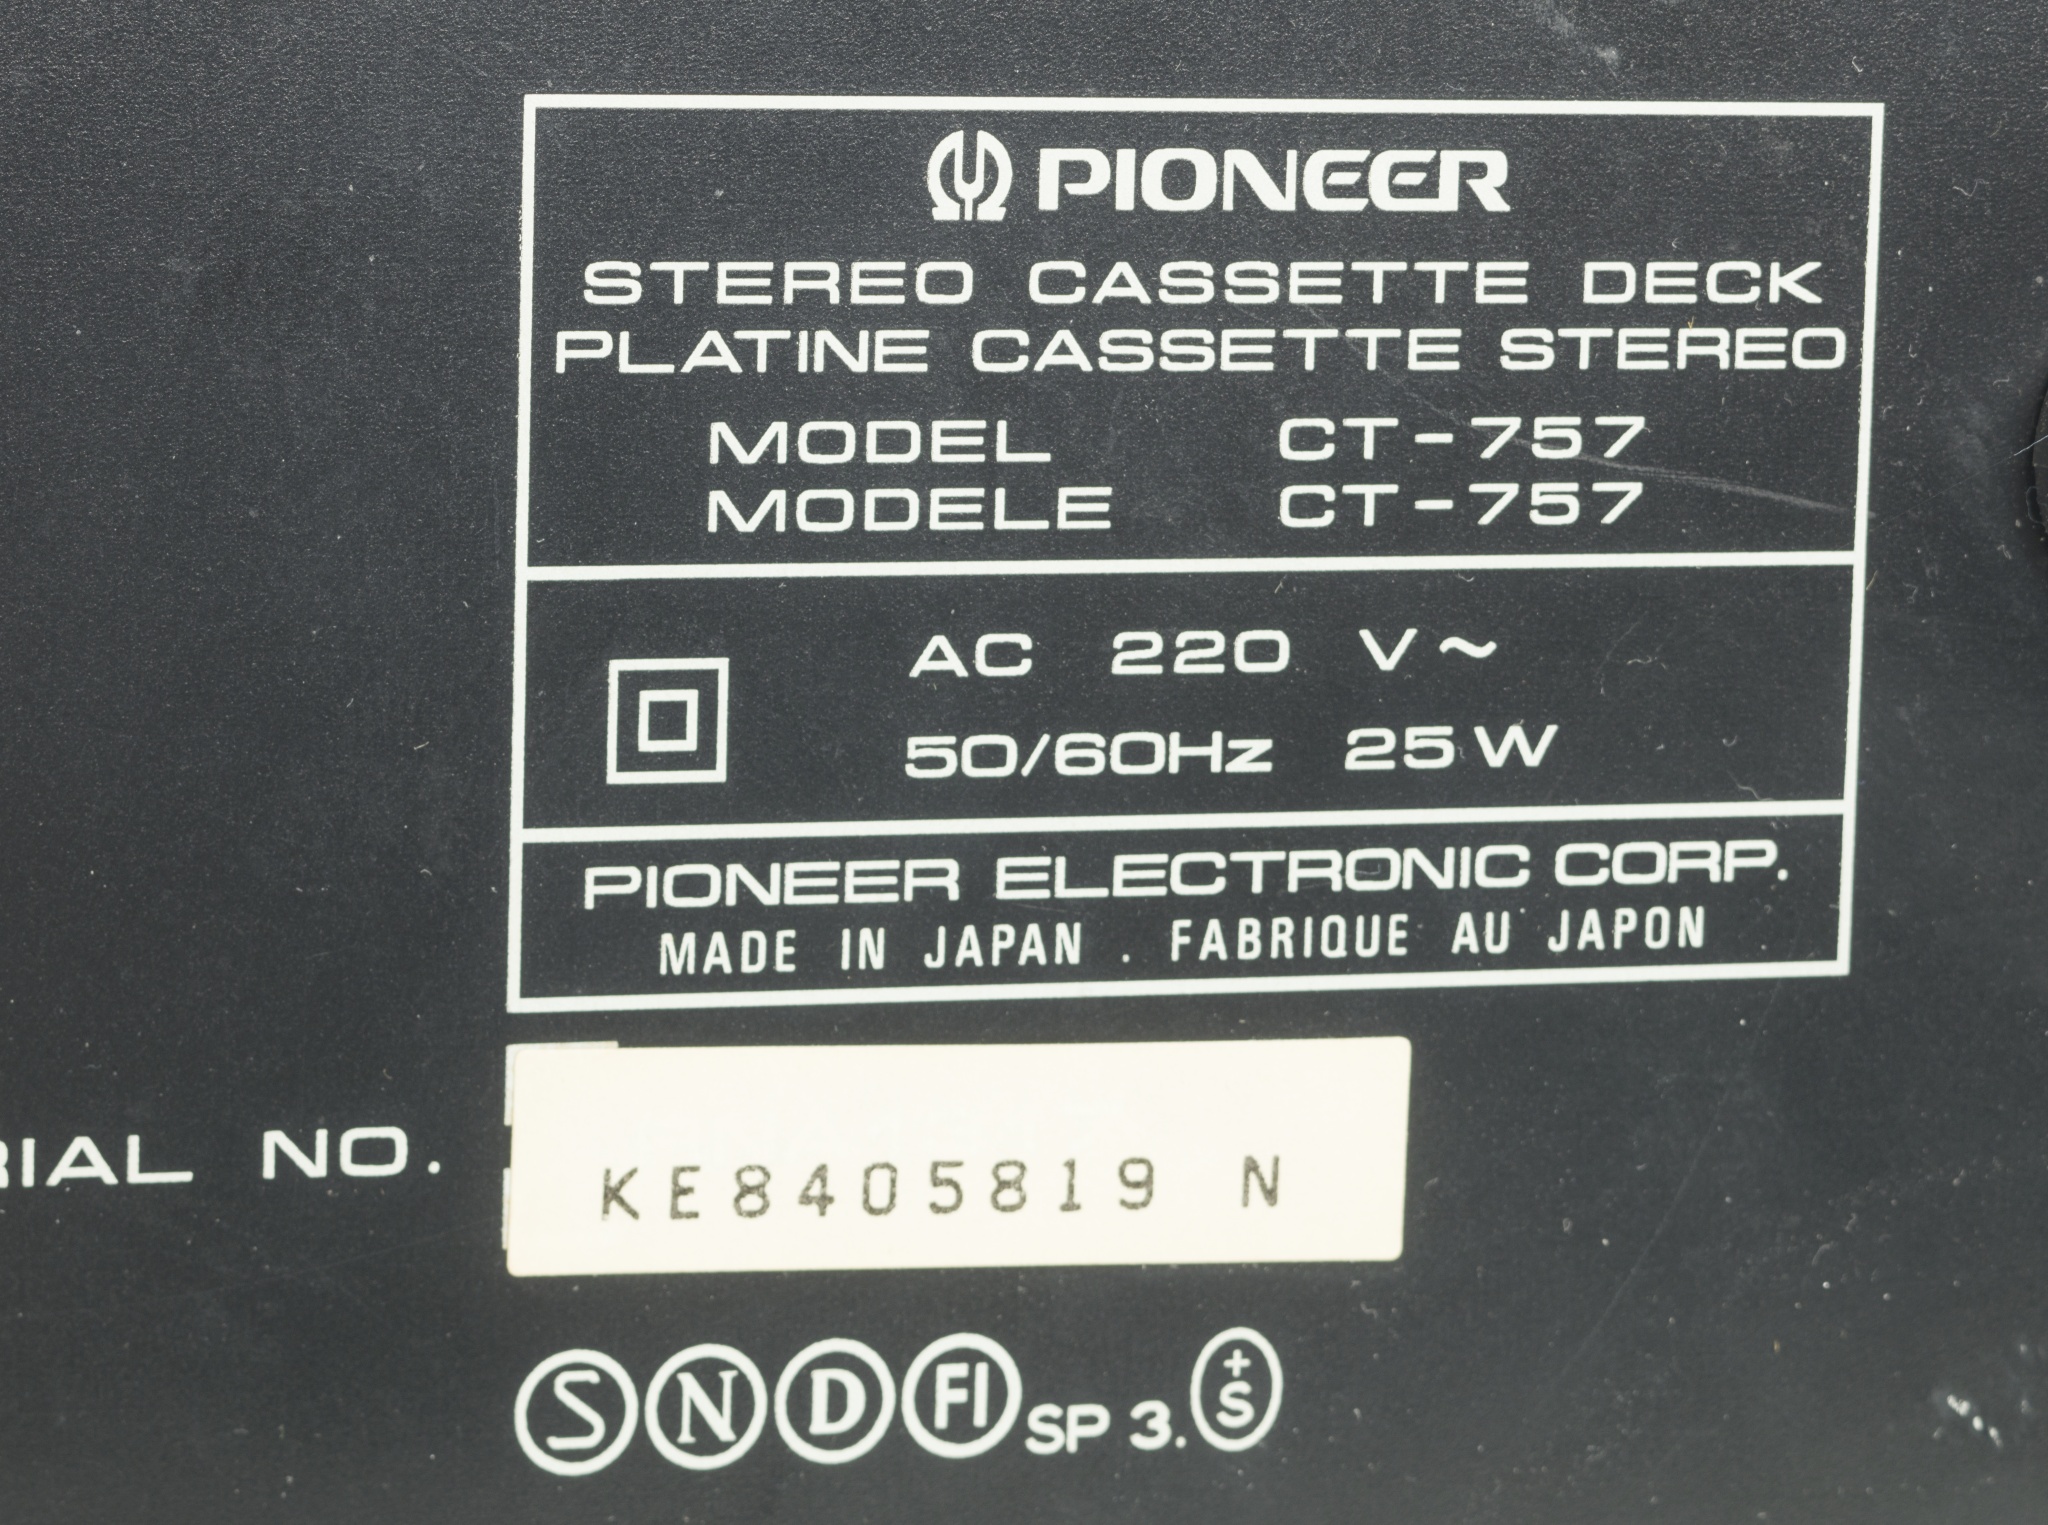 PIONEER
STEREO CASSETTE DECK
PLATINE CASSETTE STEREO
MODEL CT-757
MODELE CT-757
AC 220 V~
50/60Hz 25W
PIONEER ELECTRONIC CORP.
MADE IN JAPAN . FABRIQUE AU JAPON
RIAL NO. KE8405819 N
S N D FI SP 3. +S